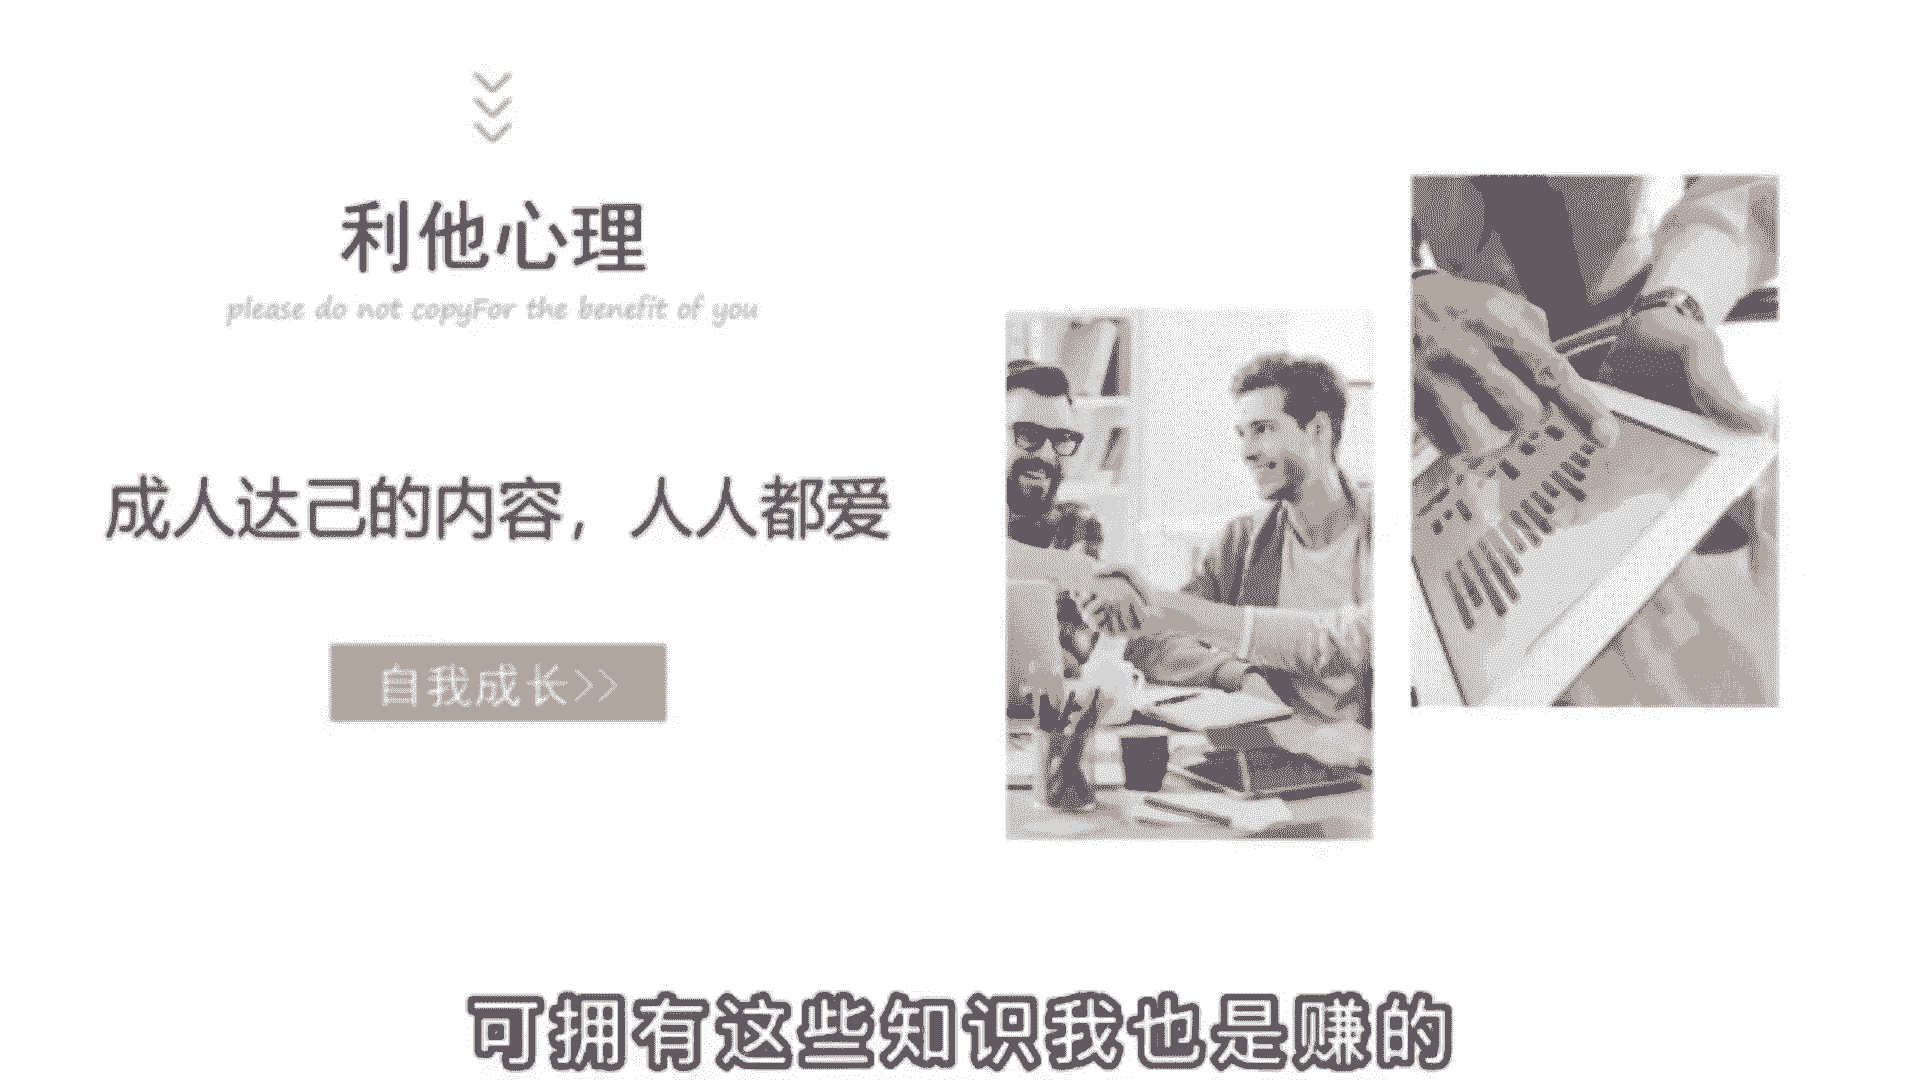 利他心理
please do not copyFor the benefit of you
成人达己的内容，人人都爱
自我成长>>
可拥有这些知识我也是赚的